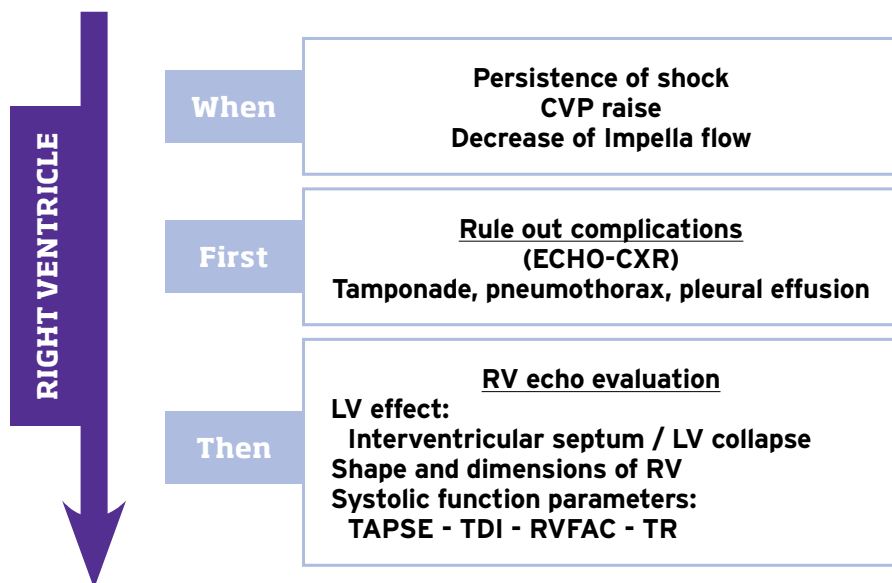 RIGHT VENTRICLE
When
Persistence of shock
CVP raise
Decrease of Impella flow
First
Rule out complications
(ECHO-CXR)
Tamponade, pneumothorax, pleural effusion
Then
RV echo evaluation
LV effect:
Interventricular septum / LV collapse
Shape and dimensions of RV
Systolic function parameters:
TAPSE - TDI - RVFAC - TR